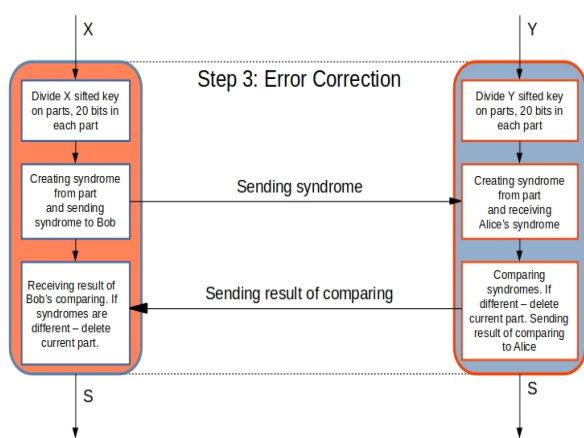 X
Y
Step 3: Error Correction
Divide X sifted key
on parts, 20 bits in
each part
Divide Y sifted key
on parts, 20 bits in
each part
Creating syndrome
from part
and sending
syndrome to Bob
Sending syndrome
Creating syndrome
from part
and receiving
Alice's syndrome
Receiving result of
Bob's comparing. If
syndromes are
different – delete
current part.
Sending result of comparing
Comparing
syndromes. If
different – delete
current part. Sending
result of comparing
to Alice
S
S